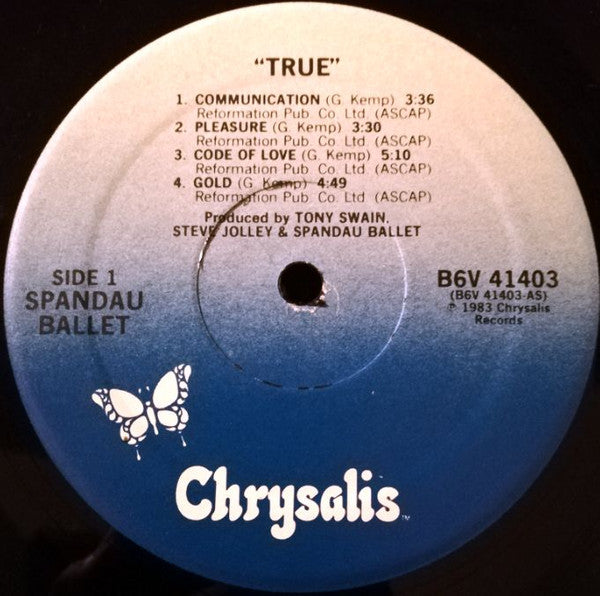 "TRUE"
1. COMMUNICATION (G. Kemp) 3:36
Reformation Pub. Co. Ltd. (ASCAP)
2. PLEASURE (G. Kemp) 3:30
Reformation Pub. Co. Ltd. (ASCAP)
3. CODE OF LOVE (G. Kemp) 5:10
Reformation Pub. Co. Ltd. (ASCAP)
4. GOLD (G. Kemp) 4:49
Reformation Pub. Co. Ltd. (ASCAP)
Produced by TONY SWAIN,
STEVE JOLLEY & SPANDAU BALLET
SIDE 1
SPANDAU
BALLET
B6V 41403
(B6V 41403-AS)
℗ 1983 Chrysalis
Records
Chrysalis™